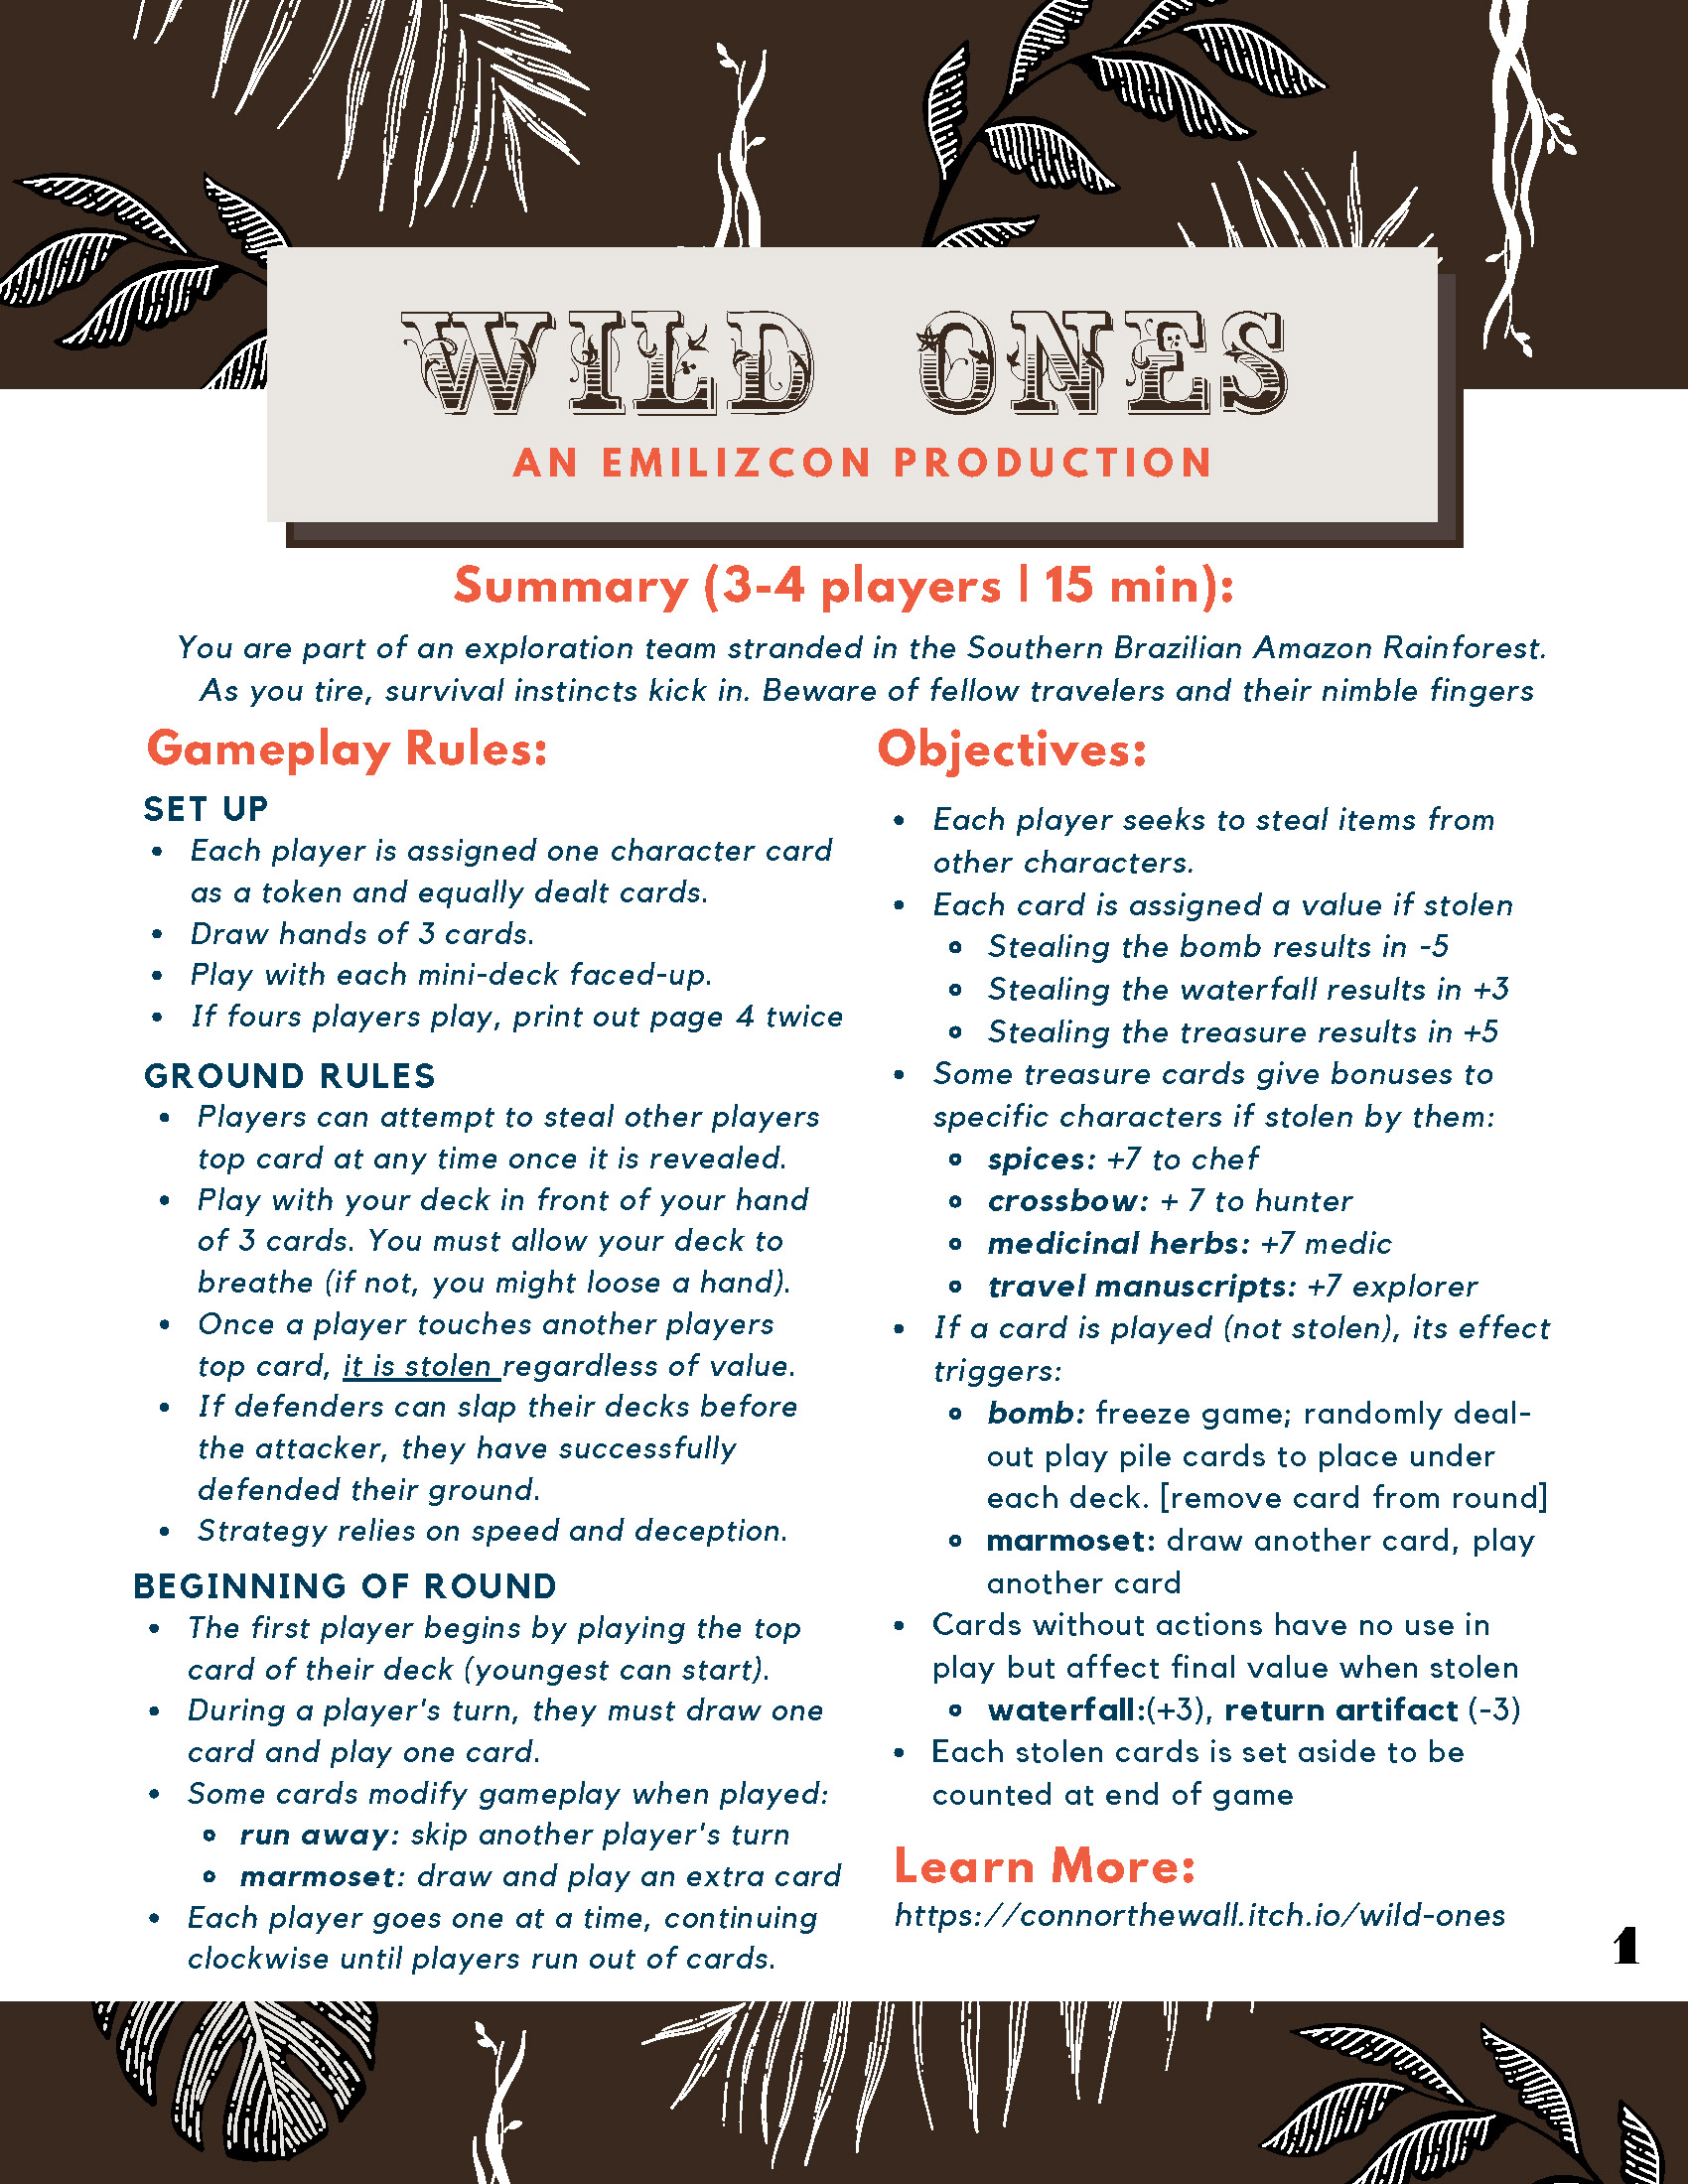 WILD ONES
AN EMILIZCON PRODUCTION
Summary (3-4 players | 15 min):
You are part of an exploration team stranded in the Southern Brazilian Amazon Rainforest.
As you tire, survival instincts kick in. Beware of fellow travelers and their nimble fingers
Gameplay Rules:
SET UP
• Each player is assigned one character card
as a token and equally dealt cards.
• Draw hands of 3 cards.
• Play with each mini-deck faced-up.
• If fours players play, print out page 4 twice
GROUND RULES
• Players can attempt to steal other players
top card at any time once it is revealed.
• Play with your deck in front of your hand
of 3 cards. You must allow your deck to
breathe (if not, you might loose a hand).
• Once a player touches another players
top card, it is stolen regardless of value.
• If defenders can slap their decks before
the attacker, they have successfully
defended their ground.
• Strategy relies on speed and deception.
BEGINNING OF ROUND
• The first player begins by playing the top
card of their deck (youngest can start).
• During a player's turn, they must draw one
card and play one card.
• Some cards modify gameplay when played:
run away: skip another player's turn
marmoset: draw and play an extra card
• Each player goes one at a time, continuing
clockwise until players run out of cards.
Objectives:
• Each player seeks to steal items from
other characters.
• Each card is assigned a value if stolen
Stealing the bomb results in -5
Stealing the waterfall results in +3
Stealing the treasure results in +5
• Some treasure cards give bonuses to
specific characters if stolen by them:
spices: +7 to chef
crossbow: + 7 to hunter
medicinal herbs: +7 medic
travel manuscripts: +7 explorer
• If a card is played (not stolen), its effect
triggers:
bomb: freeze game; randomly deal-
out play pile cards to place under
each deck. [remove card from round]
marmoset: draw another card, play
another card
• Cards without actions have no use in
play but affect final value when stolen
waterfall:(+3), return artifact (-3)
• Each stolen cards is set aside to be
counted at end of game
Learn More:
https://connorthewall.itch.io/wild-ones
1